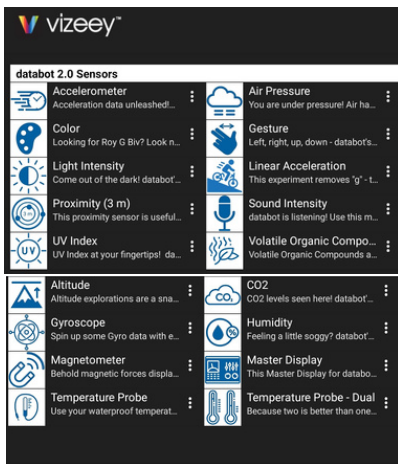 vizeey™
databot 2.0 Sensors
Accelerometer
Acceleration data unleashed!...
Air Pressure
You are under pressure! Air ha...
Color
Looking for Roy G Biv? Look n...
Gesture
Left, right, up, down - databot's...
Light Intensity
Come out of the dark! databot'...
Linear Acceleration
This experiment removes "g" - t...
Proximity (3 m)
This proximity sensor is useful...
3 m
Sound Intensity
databot is listening! Use this m...
UV Index
UV Index at your fingertips! da...
UV
Volatile Organic Compo...
Volatile Organic Compounds a...
Altitude
Altitude explorations are a sna...
CO2
CO2 levels seen here! databot'...
CO₂
Gyroscope
Spin up some Gyro data with e...
Humidity
Feeling a little soggy? databot'...
%
Magnetometer
Behold magnetic forces displa...
Master Display
This Master Display for databo...
Temperature Probe
Use your waterproof temperat...
Temperature Probe - Dual
Because two is better than one...